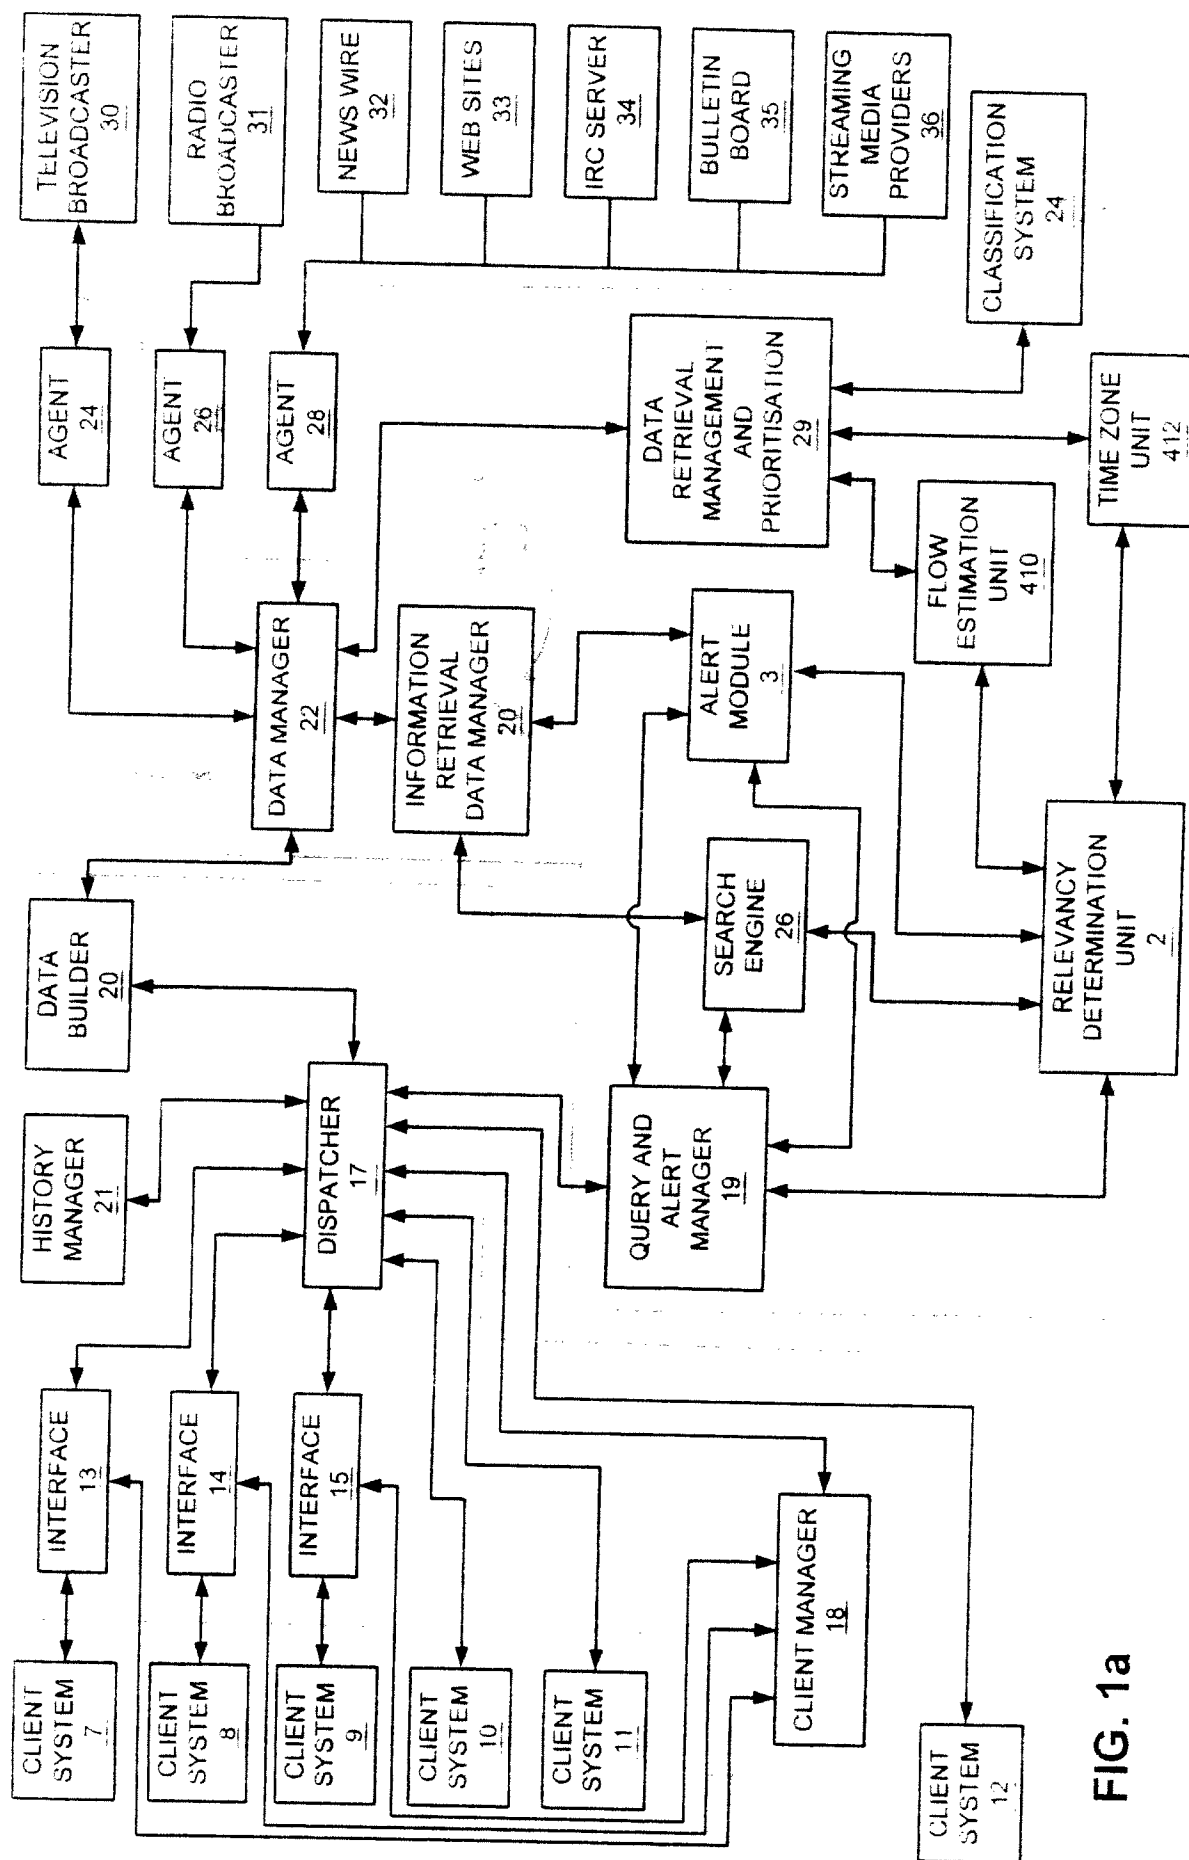 CLIENT
SYSTEM
7
CLIENT
SYSTEM
8
CLIENT
SYSTEM
9
CLIENT
SYSTEM
10
CLIENT
SYSTEM
11
CLIENT
SYSTEM
12
INTERFACE
13
INTERFACE
14
INTERFACE
15
CLIENT MANAGER
18
HISTORY
MANAGER
21
DISPATCHER
17
DATA
BUILDER
20
QUERY AND
ALERT
MANAGER
19
SEARCH
ENGINE
26
RELEVANCY
DETERMINATION
UNIT
2
DATA MANAGER
22
INFORMATION
RETRIEVAL
DATA MANAGER
20
ALERT
MODULE
3
FLOW
ESTIMATION
UNIT
410
TIME ZONE
UNIT
412
AGENT
24
AGENT
26
AGENT
28
DATA
RETRIEVAL
MANAGEMENT
AND
PRIORITISATION
29
TELEVISION
BROADCASTER
30
RADIO
BROADCASTER
31
NEWS WIRE
32
WEB SITES
33
IRC SERVER
34
BULLETIN
BOARD
35
STREAMING
MEDIA
PROVIDERS
36
CLASSIFICATION
SYSTEM
24
FIG. 1a